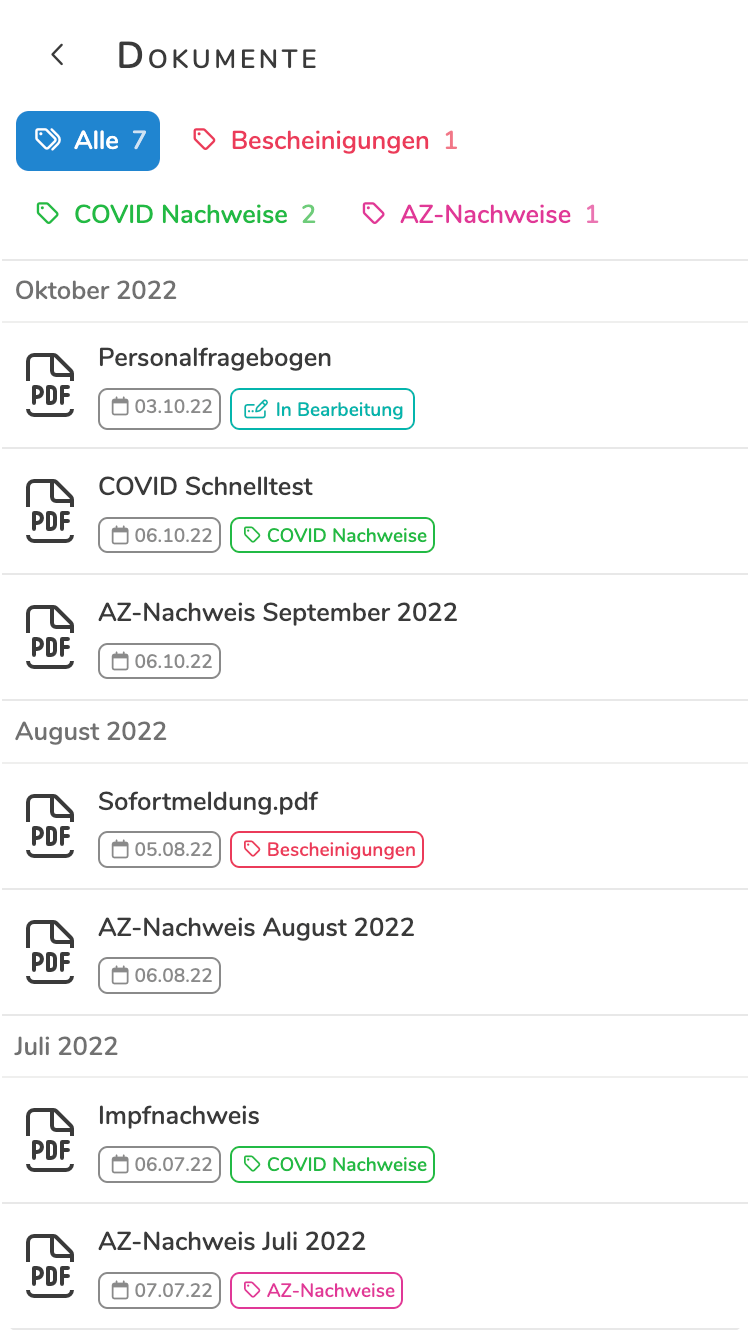 Dokumente
Alle 7 Bescheinigungen 1
COVID Nachweise 2 AZ-Nachweise 1
Oktober 2022
Personalfragebogen
PDF
03.10.22 In Bearbeitung
COVID Schnelltest
PDF
06.10.22 COVID Nachweise
AZ-Nachweis September 2022
PDF
06.10.22
August 2022
Sofortmeldung.pdf
PDF
05.08.22 Bescheinigungen
AZ-Nachweis August 2022
PDF
06.08.22
Juli 2022
Impfnachweis
PDF
06.07.22 COVID Nachweise
AZ-Nachweis Juli 2022
PDF
07.07.22 AZ-Nachweise